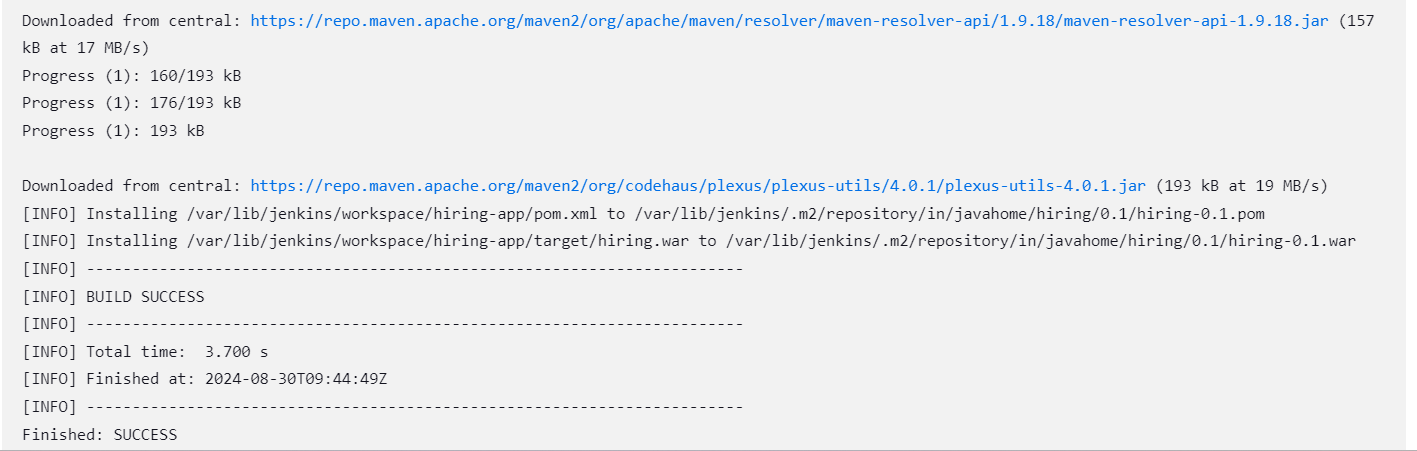 Downloaded from central: https://repo.maven.apache.org/maven2/org/apache/maven/resolver/maven-resolver-api/1.9.18/maven-resolver-api-1.9.18.jar (157
kB at 17 MB/s)
Progress (1): 160/193 kB
Progress (1): 176/193 kB
Progress (1): 193 kB
Downloaded from central: https://repo.maven.apache.org/maven2/org/codehaus/plexus/plexus-utils/4.0.1/plexus-utils-4.0.1.jar (193 kB at 19 MB/s)
[INFO] Installing /var/lib/jenkins/workspace/hiring-app/pom.xml to /var/lib/jenkins/.m2/repository/in/javahome/hiring/0.1/hiring-0.1.pom
[INFO] Installing /var/lib/jenkins/workspace/hiring-app/target/hiring.war to /var/lib/jenkins/.m2/repository/in/javahome/hiring/0.1/hiring-0.1.war
[INFO] ------------------------------------------------------------------------
[INFO] BUILD SUCCESS
[INFO] ------------------------------------------------------------------------
[INFO] Total time:  3.700 s
[INFO] Finished at: 2024-08-30T09:44:49Z
[INFO] ------------------------------------------------------------------------
Finished: SUCCESS